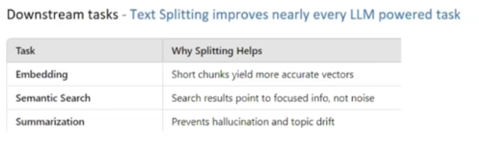 Downstream tasks - Text Splitting improves nearly every LLM powered task
Task Why Splitting Helps
Embedding Short chunks yield more accurate vectors
Semantic Search Search results point to focused info, not noise
Summarization Prevents hallucination and topic drift